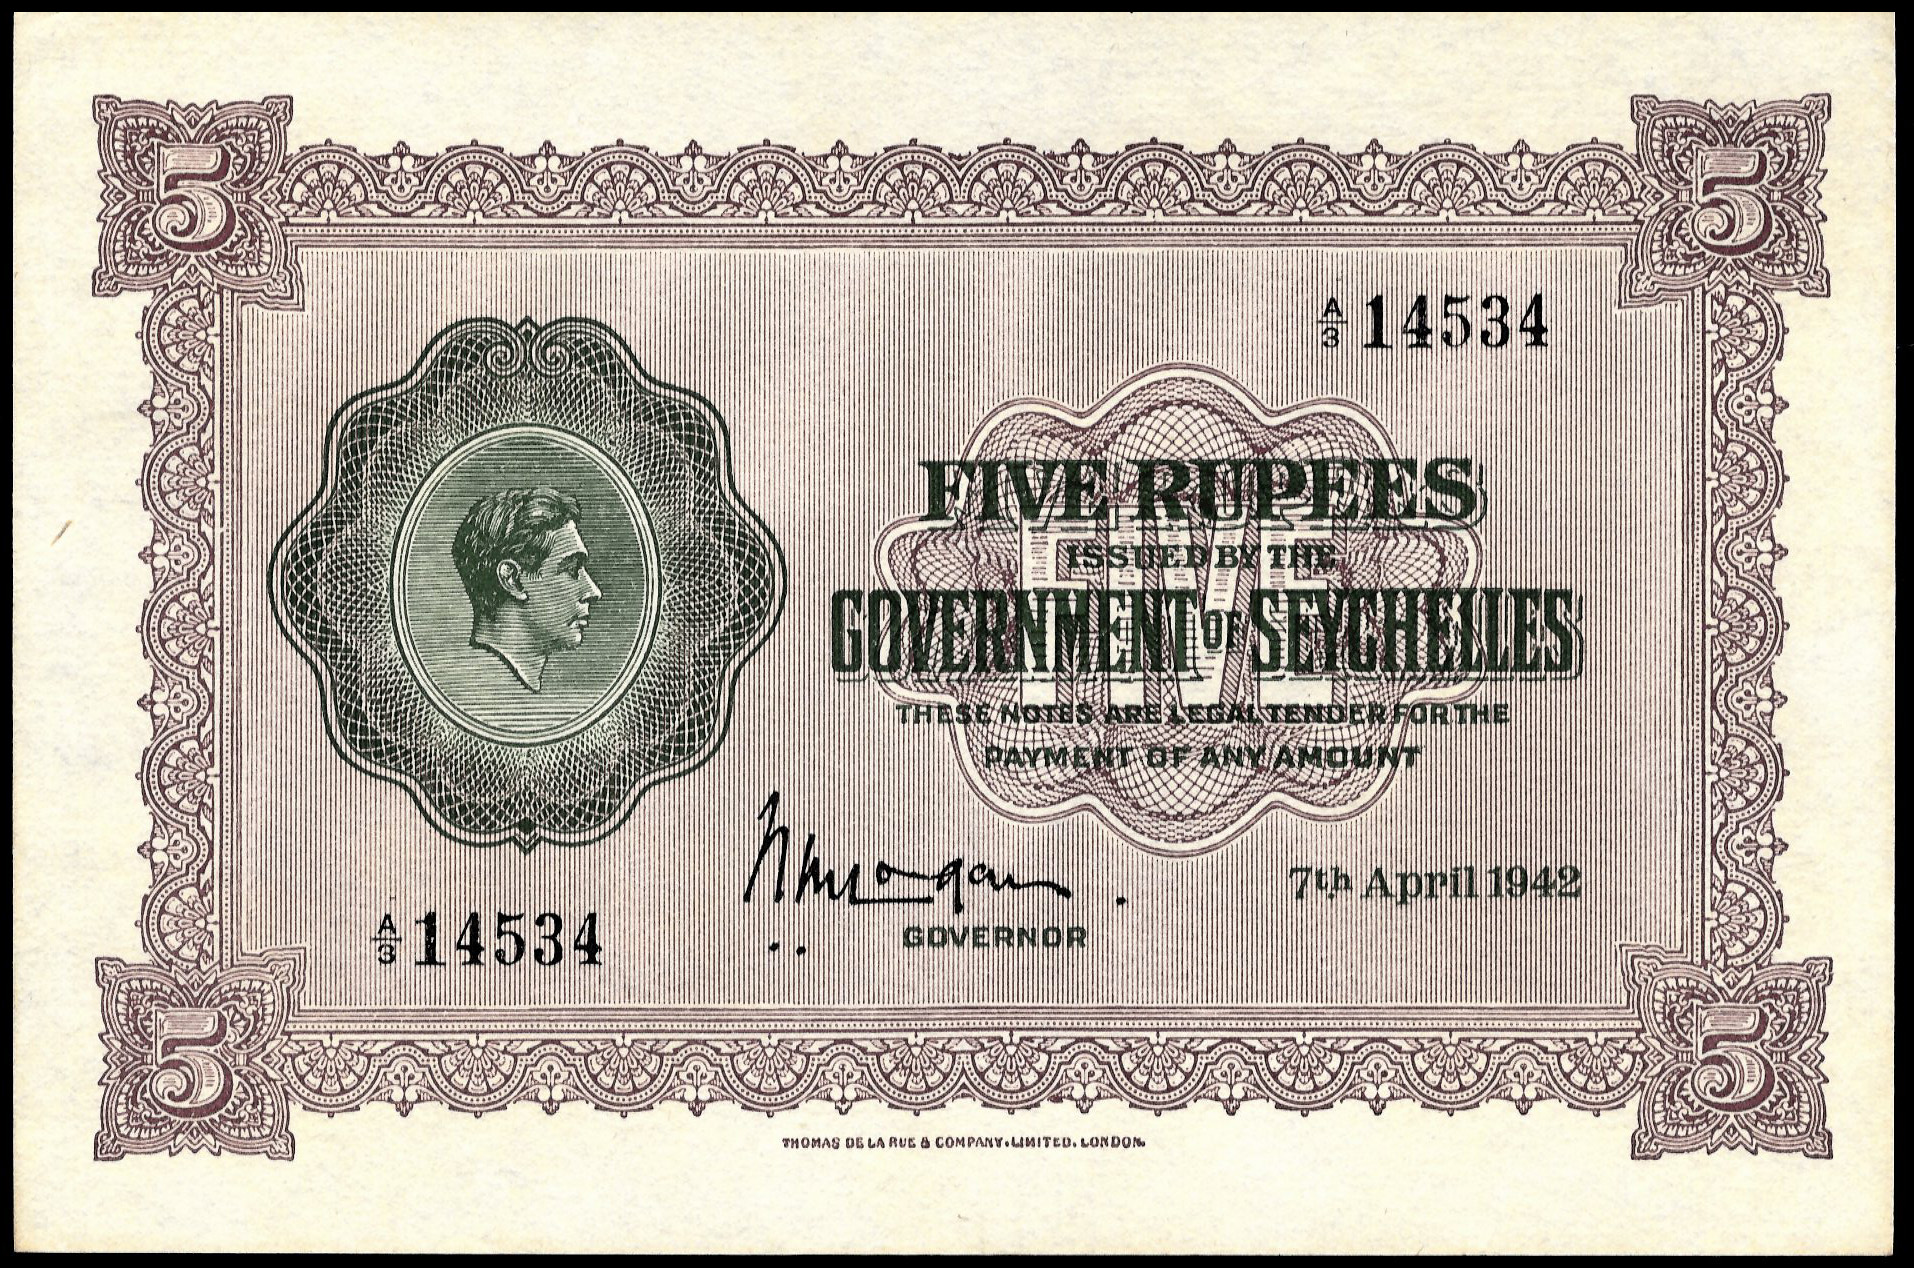 5 5
A/3 14534
FIVE RUPEES
ISSUED BY THE
GOVERNMENT OF SEYCHELLES
FIVE
THESE NOTES ARE LEGAL TENDER FOR THE
PAYMENT OF ANY AMOUNT
7th April 1942
GOVERNOR
A/3 14534
5 5
THOMAS DE LA RUE & COMPANY. LIMITED. LONDON.